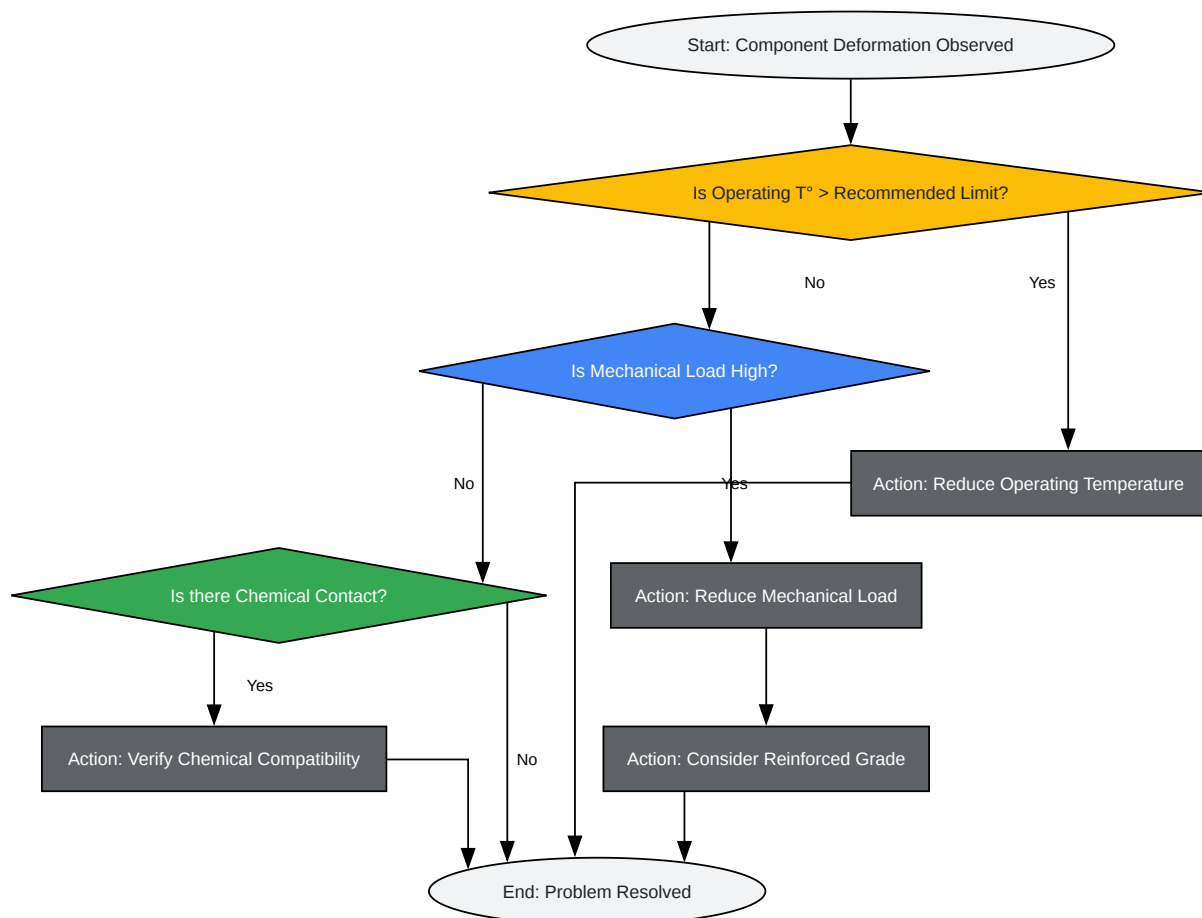 Start: Component Deformation Observed
Is Operating T° > Recommended Limit?
No
Yes
Is Mechanical Load High?
No
Yes
Action: Reduce Operating Temperature
Is there Chemical Contact?
Action: Reduce Mechanical Load
Yes
Action: Verify Chemical Compatibility
No
Action: Consider Reinforced Grade
End: Problem Resolved